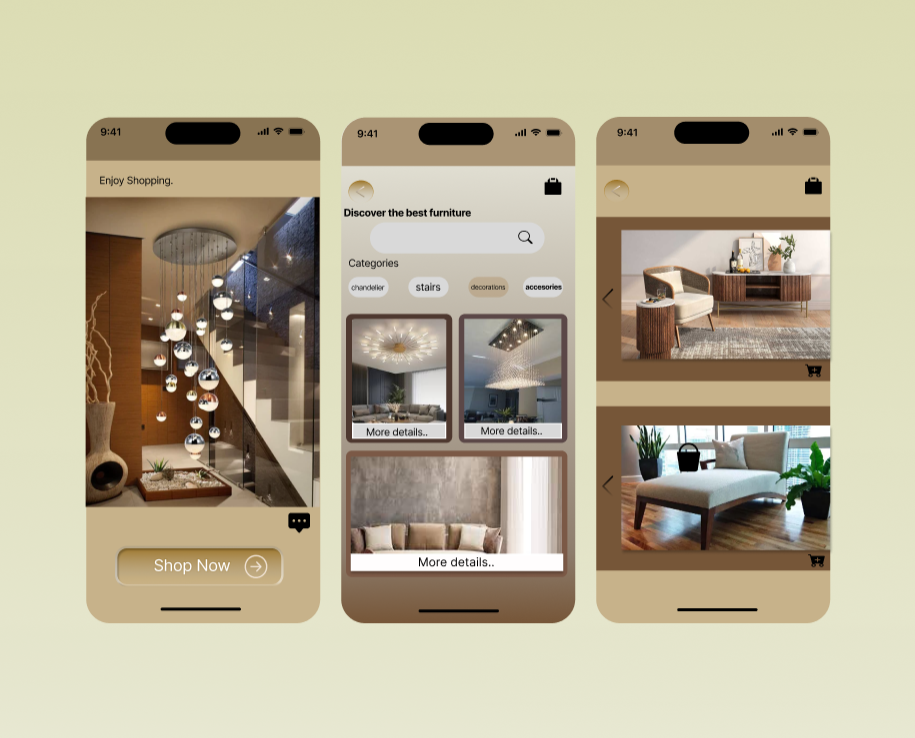 9:41
Enjoy Shopping.
Shop Now
9:41
Discover the best furniture
Categories
chandelier stairs decorations accesories
More details.. More details..
More details..
9:41